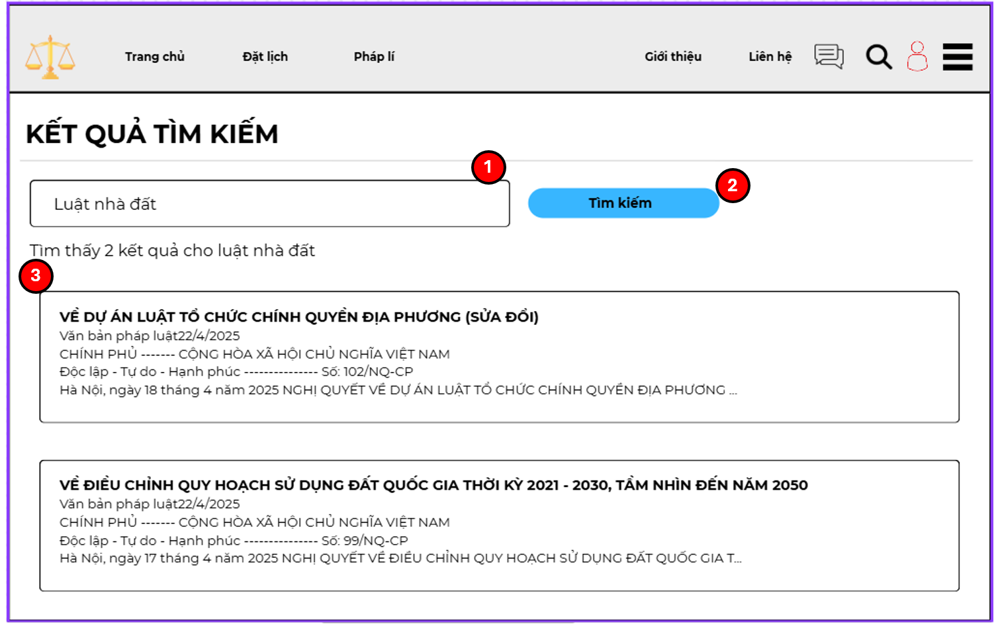 Trang chủ Đặt lịch Pháp lí Giới thiệu Liên hệ
KẾT QUẢ TÌM KIẾM
1
Luật nhà đất
Tìm kiếm
2
Tìm thấy 2 kết quả cho luật nhà đất
3
VỀ DỰ ÁN LUẬT TỔ CHỨC CHÍNH QUYỀN ĐỊA PHƯƠNG (SỬA ĐỔI)
Văn bản pháp luật22/4/2025
CHÍNH PHỦ ------- CỘNG HÒA XÃ HỘI CHỦ NGHĨA VIỆT NAM
Độc lập - Tự do - Hạnh phúc --------------- Số: 102/NQ-CP
Hà Nội, ngày 18 tháng 4 năm 2025 NGHỊ QUYẾT VỀ DỰ ÁN LUẬT TỔ CHỨC CHÍNH QUYỀN ĐỊA PHƯƠNG ...
VỀ ĐIỀU CHỈNH QUY HOẠCH SỬ DỤNG ĐẤT QUỐC GIA THỜI KỲ 2021 - 2030, TẦM NHÌN ĐẾN NĂM 2050
Văn bản pháp luật22/4/2025
CHÍNH PHỦ ------- CỘNG HÒA XÃ HỘI CHỦ NGHĨA VIỆT NAM
Độc lập - Tự do - Hạnh phúc --------------- Số: 99/NQ-CP
Hà Nội, ngày 17 tháng 4 năm 2025 NGHỊ QUYẾT VỀ ĐIỀU CHỈNH QUY HOẠCH SỬ DỤNG ĐẤT QUỐC GIA T...